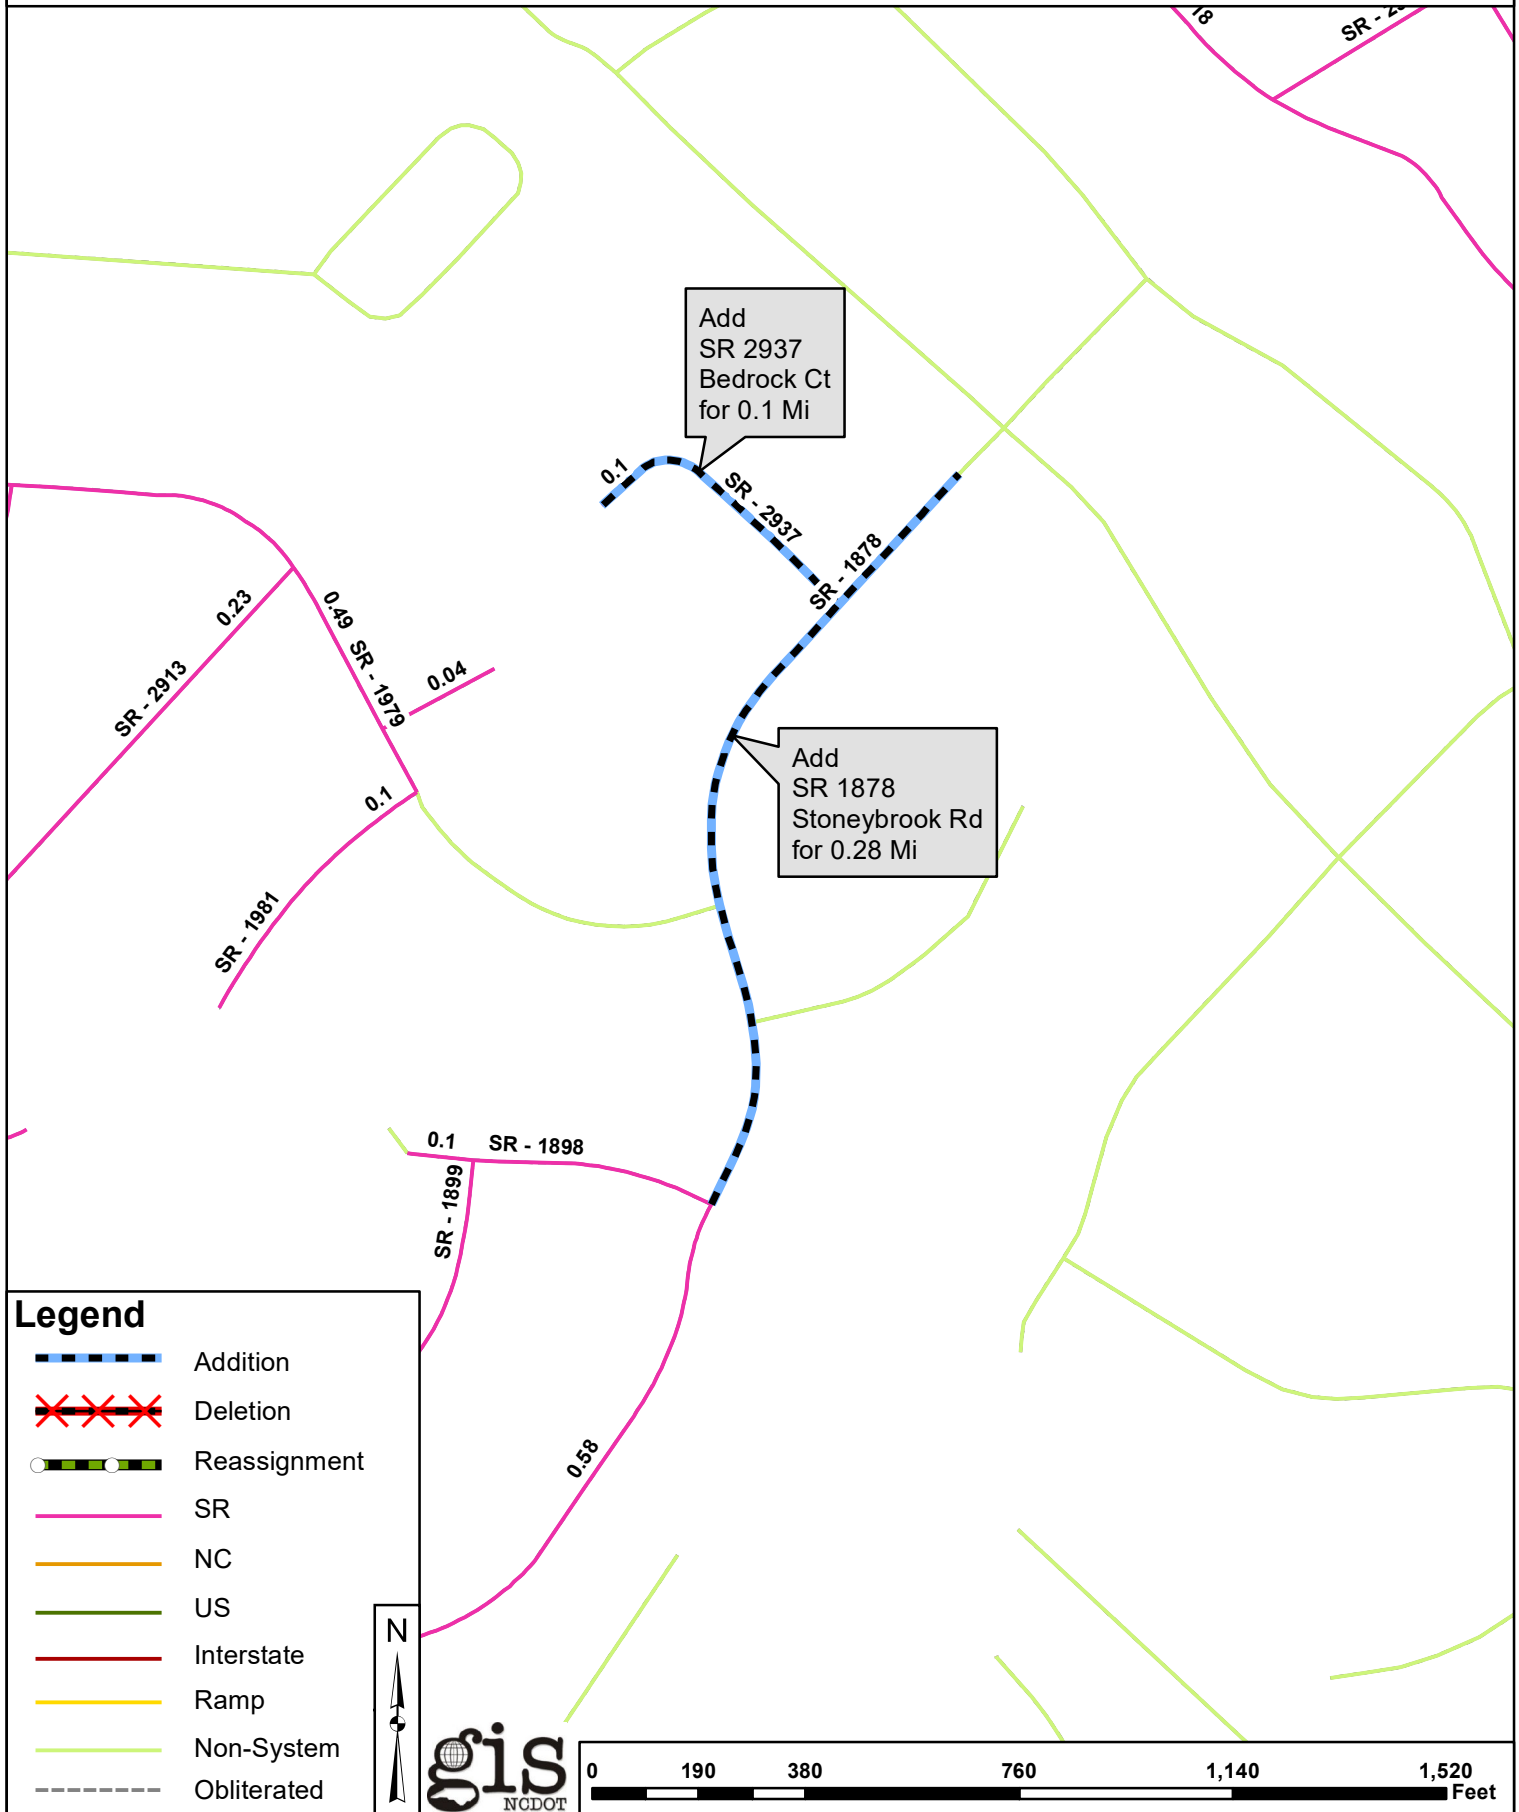 18
SR - 
Add
SR 2937
Bedrock Ct
for 0.1 Mi
0.1
SR - 2937
SR - 1878
0.23
0.49
SR - 1979
SR - 2913
0.04
Add
SR 1878
Stoneybrook Rd
for 0.28 Mi
0.1
SR - 1981
0.1
SR - 1898
SR - 1899
0.58
Legend
Addition
Deletion
Reassignment
SR
NC
US
Interstate
Ramp
Non-System
Obliterated
N
gis
NCDOT
0 190 380 760 1,140 1,520
Feet